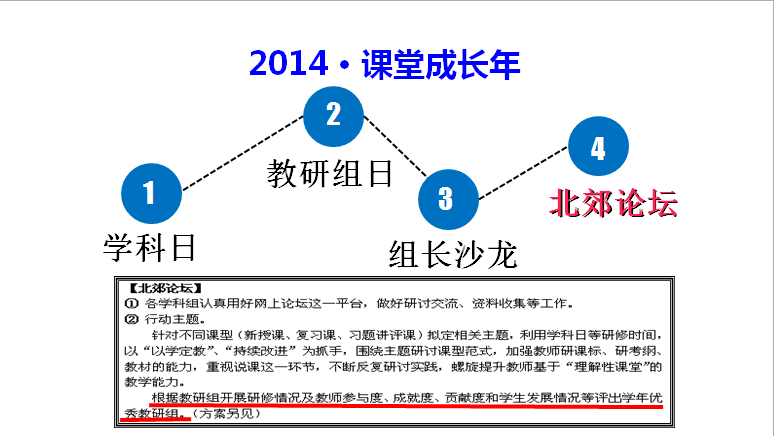 2014·课堂成长年
2
4
1
教研组日
3
北郊论坛
学科日
组长沙龙
【北郊论坛】
① 各学科组认真用好网上论坛这一平台，做好研讨交流、资料收集等工作。
② 行动主题。
针对不同课型（新授课、复习课、习题讲评课）拟定相关主题，利用学科日等研修时间，
以“以学定教”、“持续改进”为抓手，围绕主题研讨课型范式，加强教师研课标、研考纲、
教材的能力，重视说课这一环节，不断反复研讨实践，螺旋提升教师基于“理解性课堂”的
教学能力。
根据教研组开展研修情况及教师参与度、成就度、贡献度和学生发展情况等评出学年优
秀教研组。（方案另见）